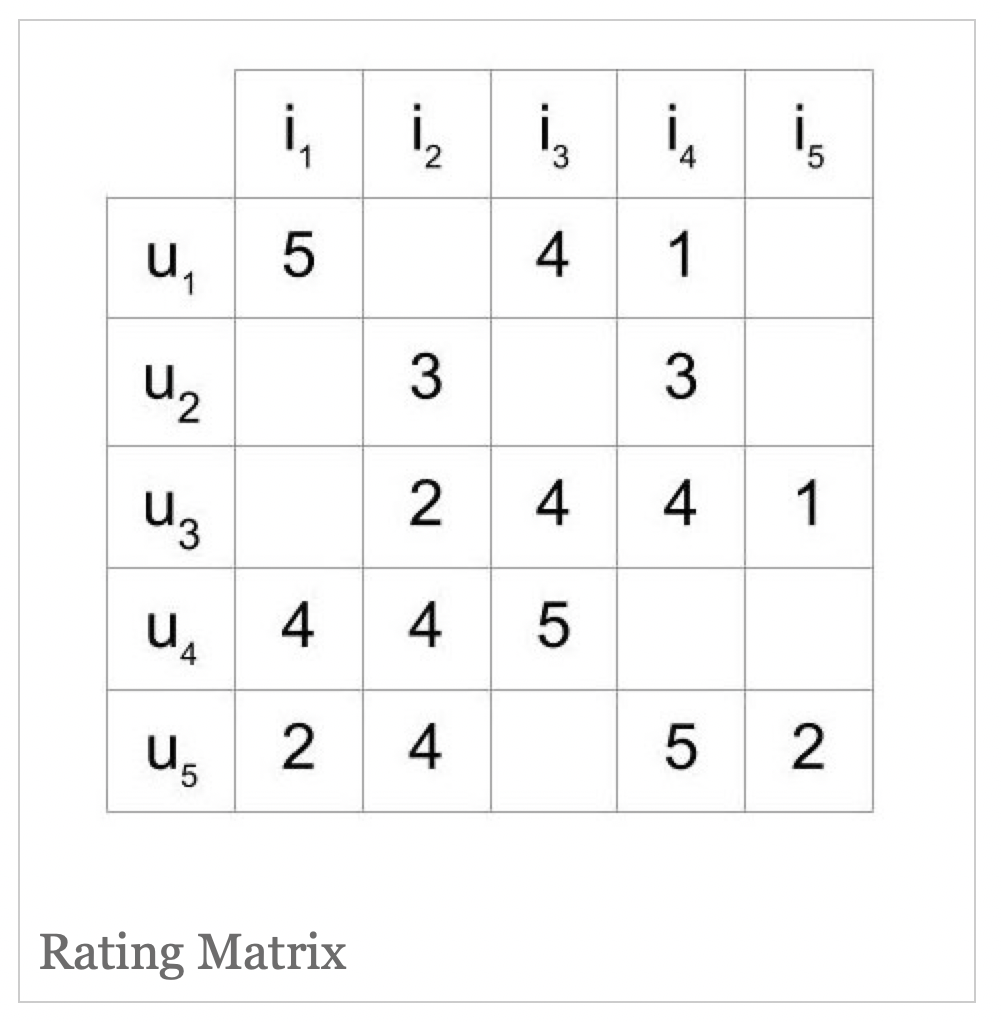 i₁ i₂ i₃ i₄ i₅
u₁ 5 4 1
u₂ 3 3
u₃ 2 4 4 1
u₄ 4 4 5
u₅ 2 4 5 2
Rating Matrix